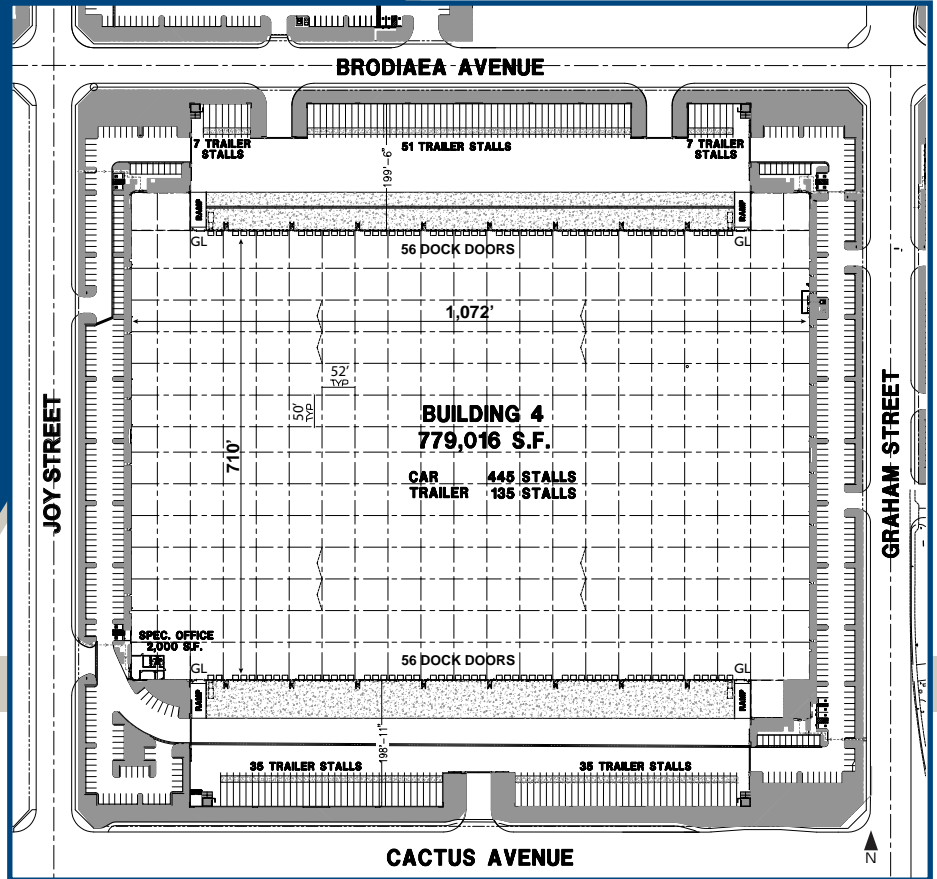 BRODIAEA AVENUE
7 TRAILER
STALLS
51 TRAILER STALLS
7 TRAILER
STALLS
199'-6"
RAMP
RAMP
GL
56 DOCK DOORS
GL
1,072'
52'
TYP
50'
TYP
710'
BUILDING 4
779,016 S.F.
CAR 445 STALLS
TRAILER 135 STALLS
JOY STREET
GRAHAM STREET
SPEC. OFFICE
2,000 S.F.
GL
56 DOCK DOORS
GL
RAMP
RAMP
198'-11"
35 TRAILER STALLS
35 TRAILER STALLS
CACTUS AVENUE
N